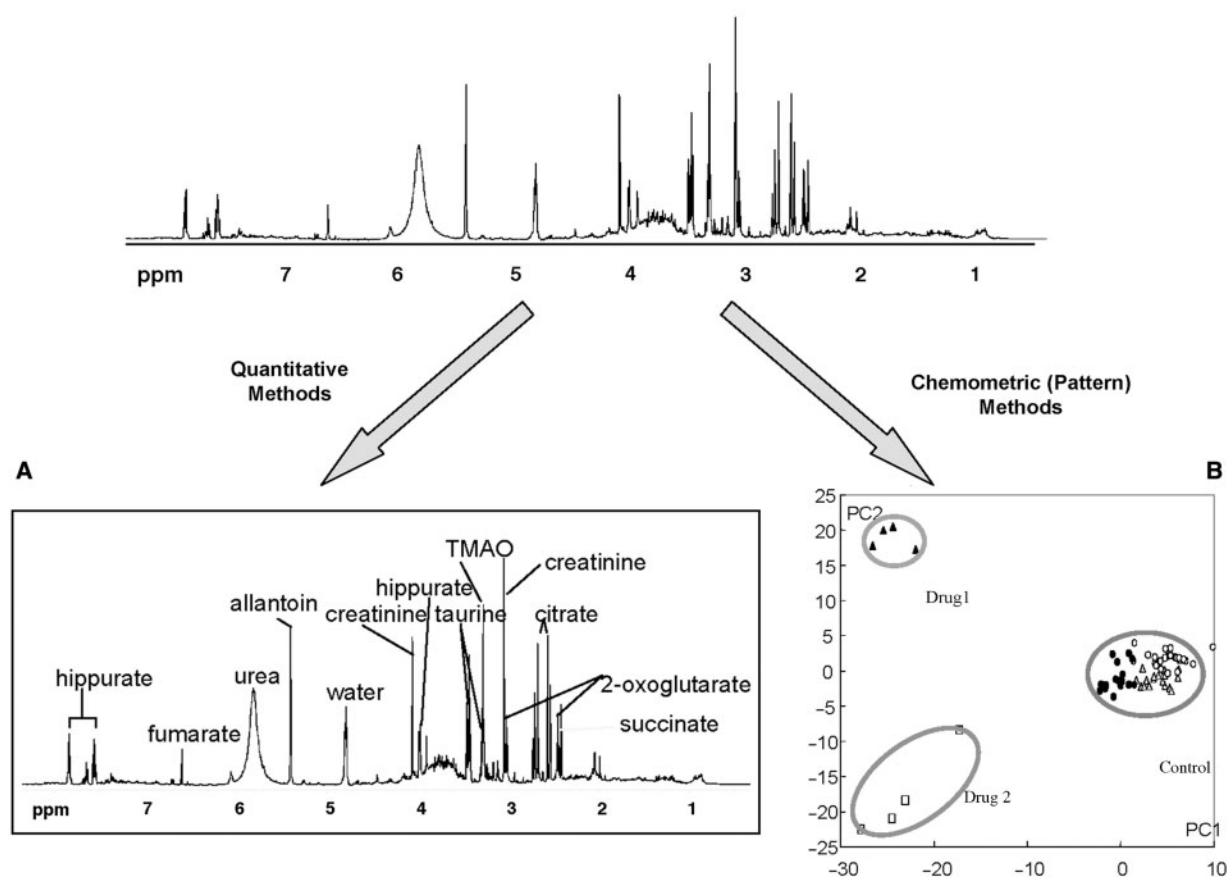 ppm 7 6 5 4 3 2 1
Quantitative
Methods
Chemometric (Pattern)
Methods
A
TMAO
creatinine
hippurate
allantoin
creatinine taurine
citrate
hippurate
urea
water
2-oxoglutarate
fumarate
succinate
ppm 7 6 5 4 3 2 1
B
25
PC2
20
15
10
Drug1
5
0
−5
−10
Control
−15
Drug 2
−20
PC1
−25
−30 −20 −10 0 10